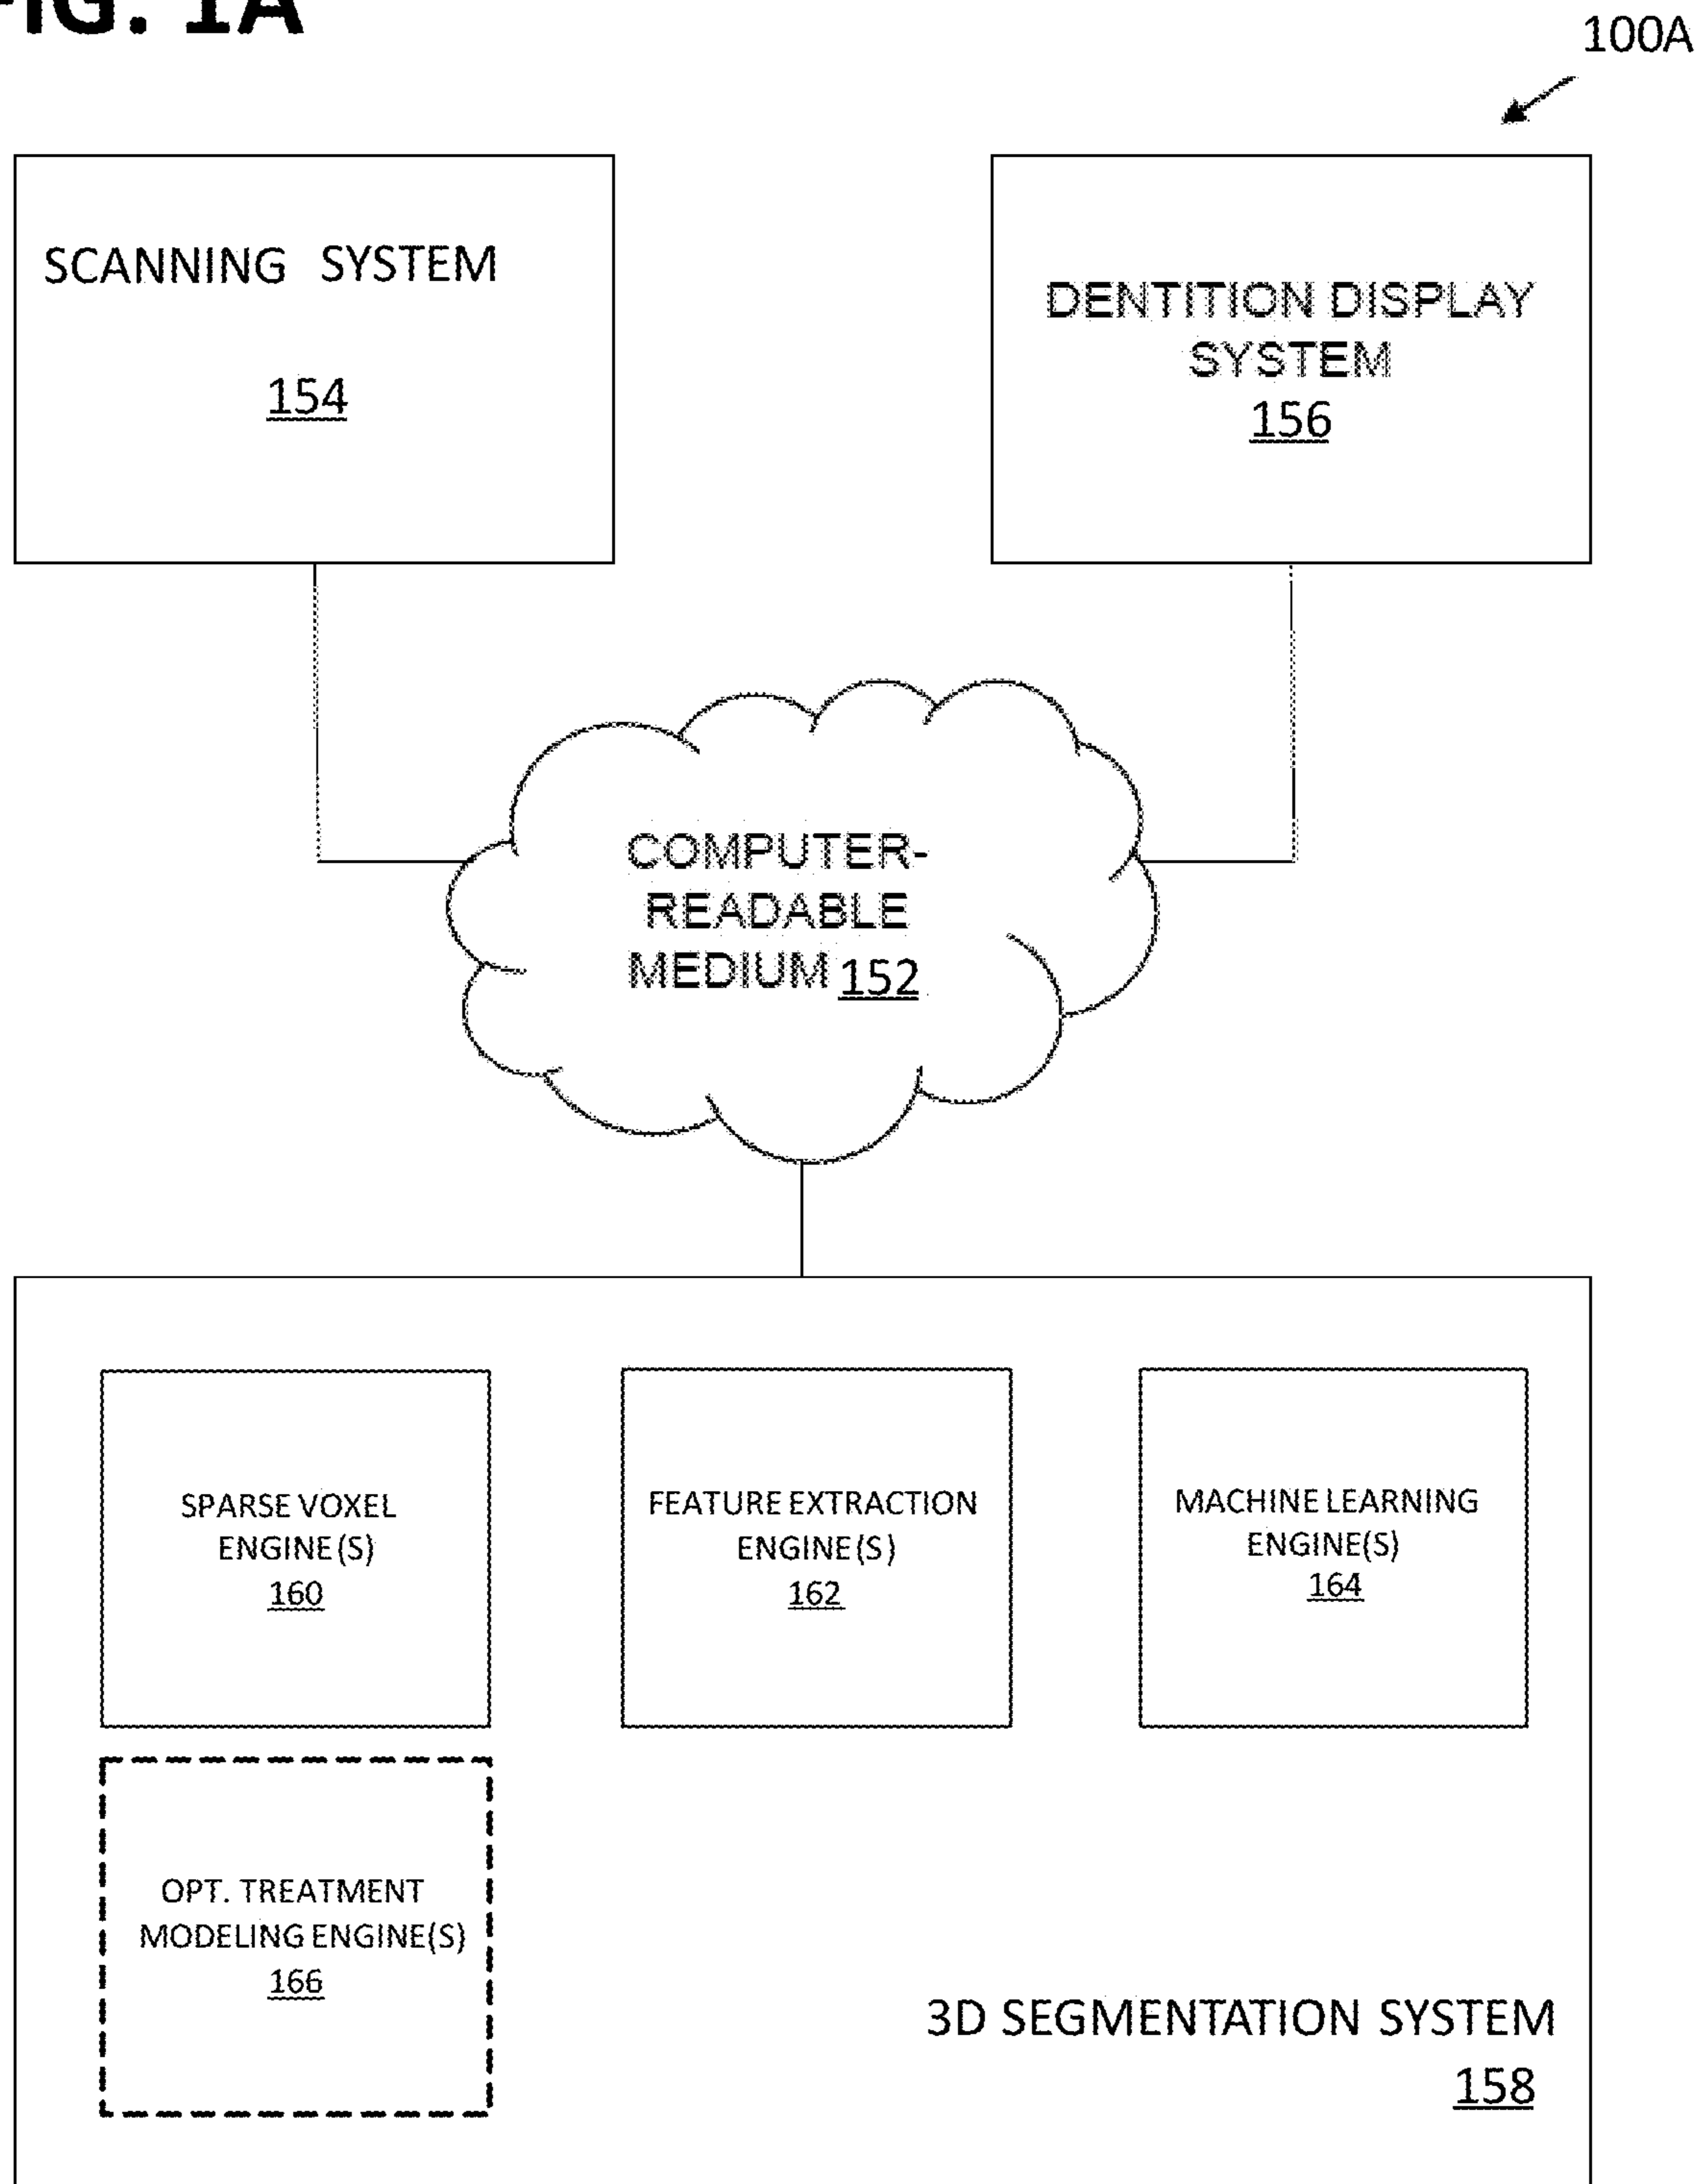 FIG. 1A
100A
SCANNING SYSTEM
154
DENTITION DISPLAY
SYSTEM
156
COMPUTER-
READABLE
MEDIUM 152
SPARSE VOXEL
ENGINE(S)
160
FEATURE EXTRACTION
ENGINE(S)
162
MACHINE LEARNING
ENGINE(S)
164
OPT. TREATMENT
MODELING ENGINE(S)
166
3D SEGMENTATION SYSTEM
158